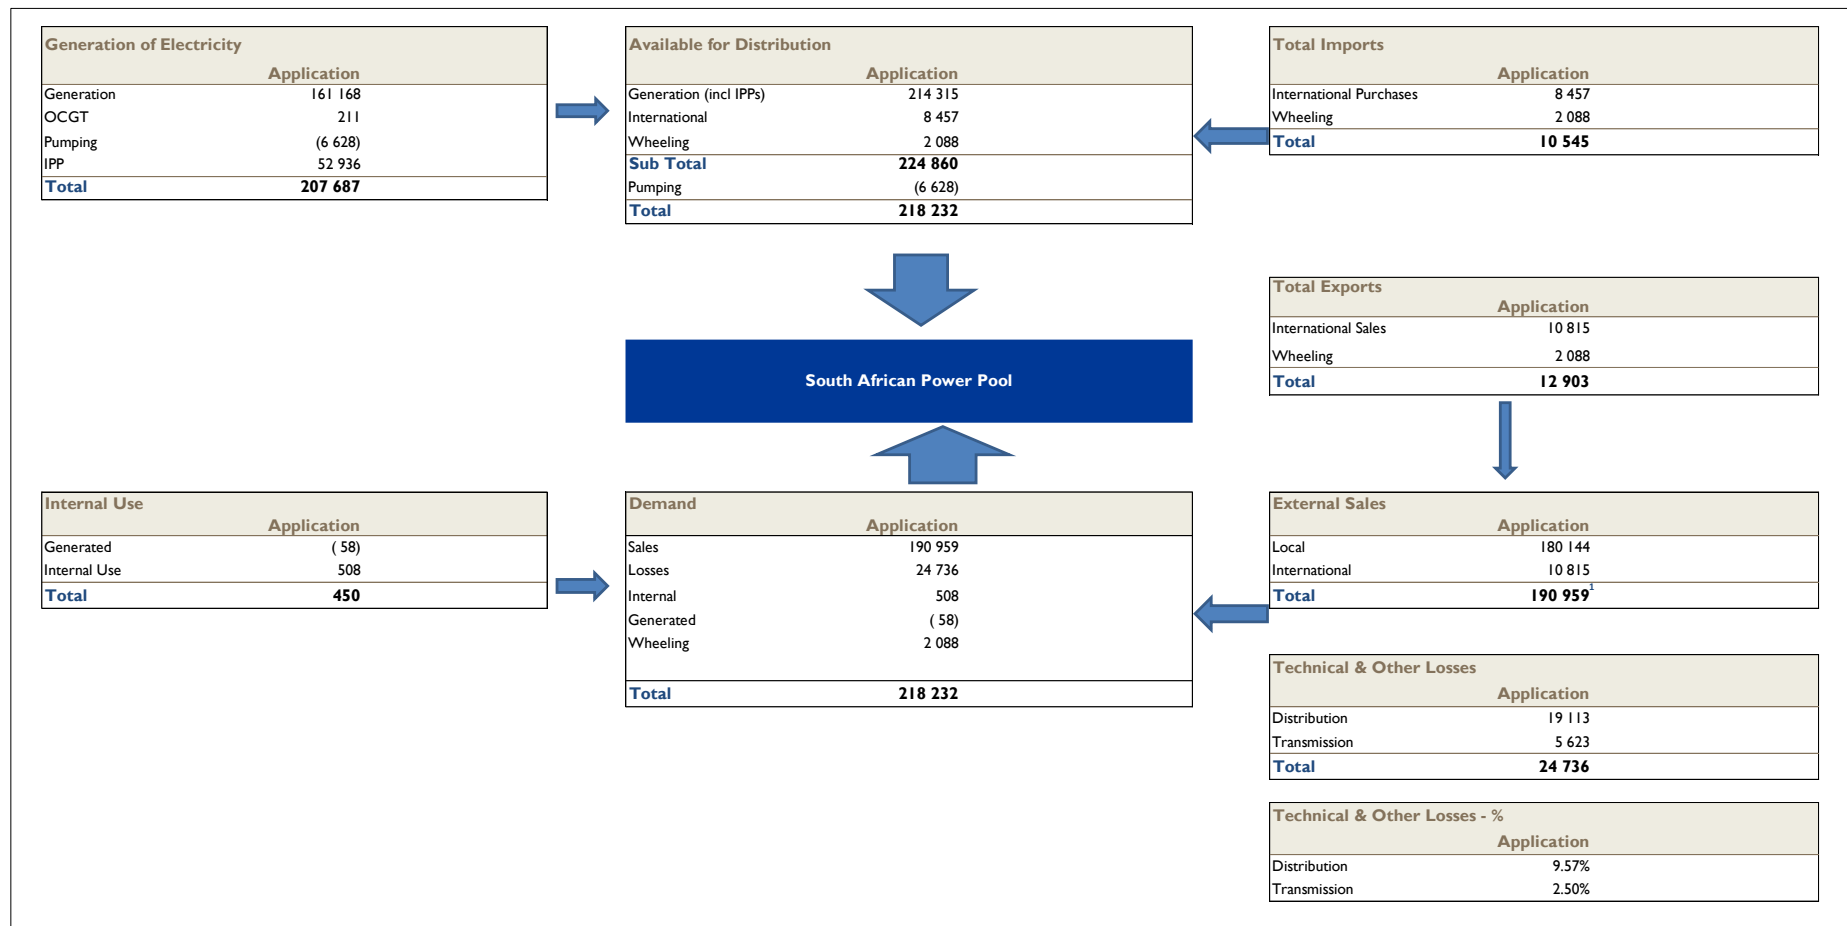 Generation of Electricity
Application
Generation 161 168
OCGT 211
Pumping (6 628)
IPP 52 936
Total 207 687
Available for Distribution
Application
Generation (incl IPPs) 214 315
International 8 457
Wheeling 2 088
Sub Total 224 860
Pumping (6 628)
Total 218 232
Total Imports
Application
International Purchases 8 457
Wheeling 2 088
Total 10 545
Total Exports
Application
International Sales 10 815
Wheeling 2 088
Total 12 903
South African Power Pool
Internal Use
Application
Generated ( 58)
Internal Use 508
Total 450
Demand
Application
Sales 190 959
Losses 24 736
Internal 508
Generated ( 58)
Wheeling 2 088
Total 218 232
External Sales
Application
Local 180 144
International 10 815
Total 190 959¹
Technical & Other Losses
Application
Distribution 19 113
Transmission 5 623
Total 24 736
Technical & Other Losses - %
Application
Distribution 9.57%
Transmission 2.50%